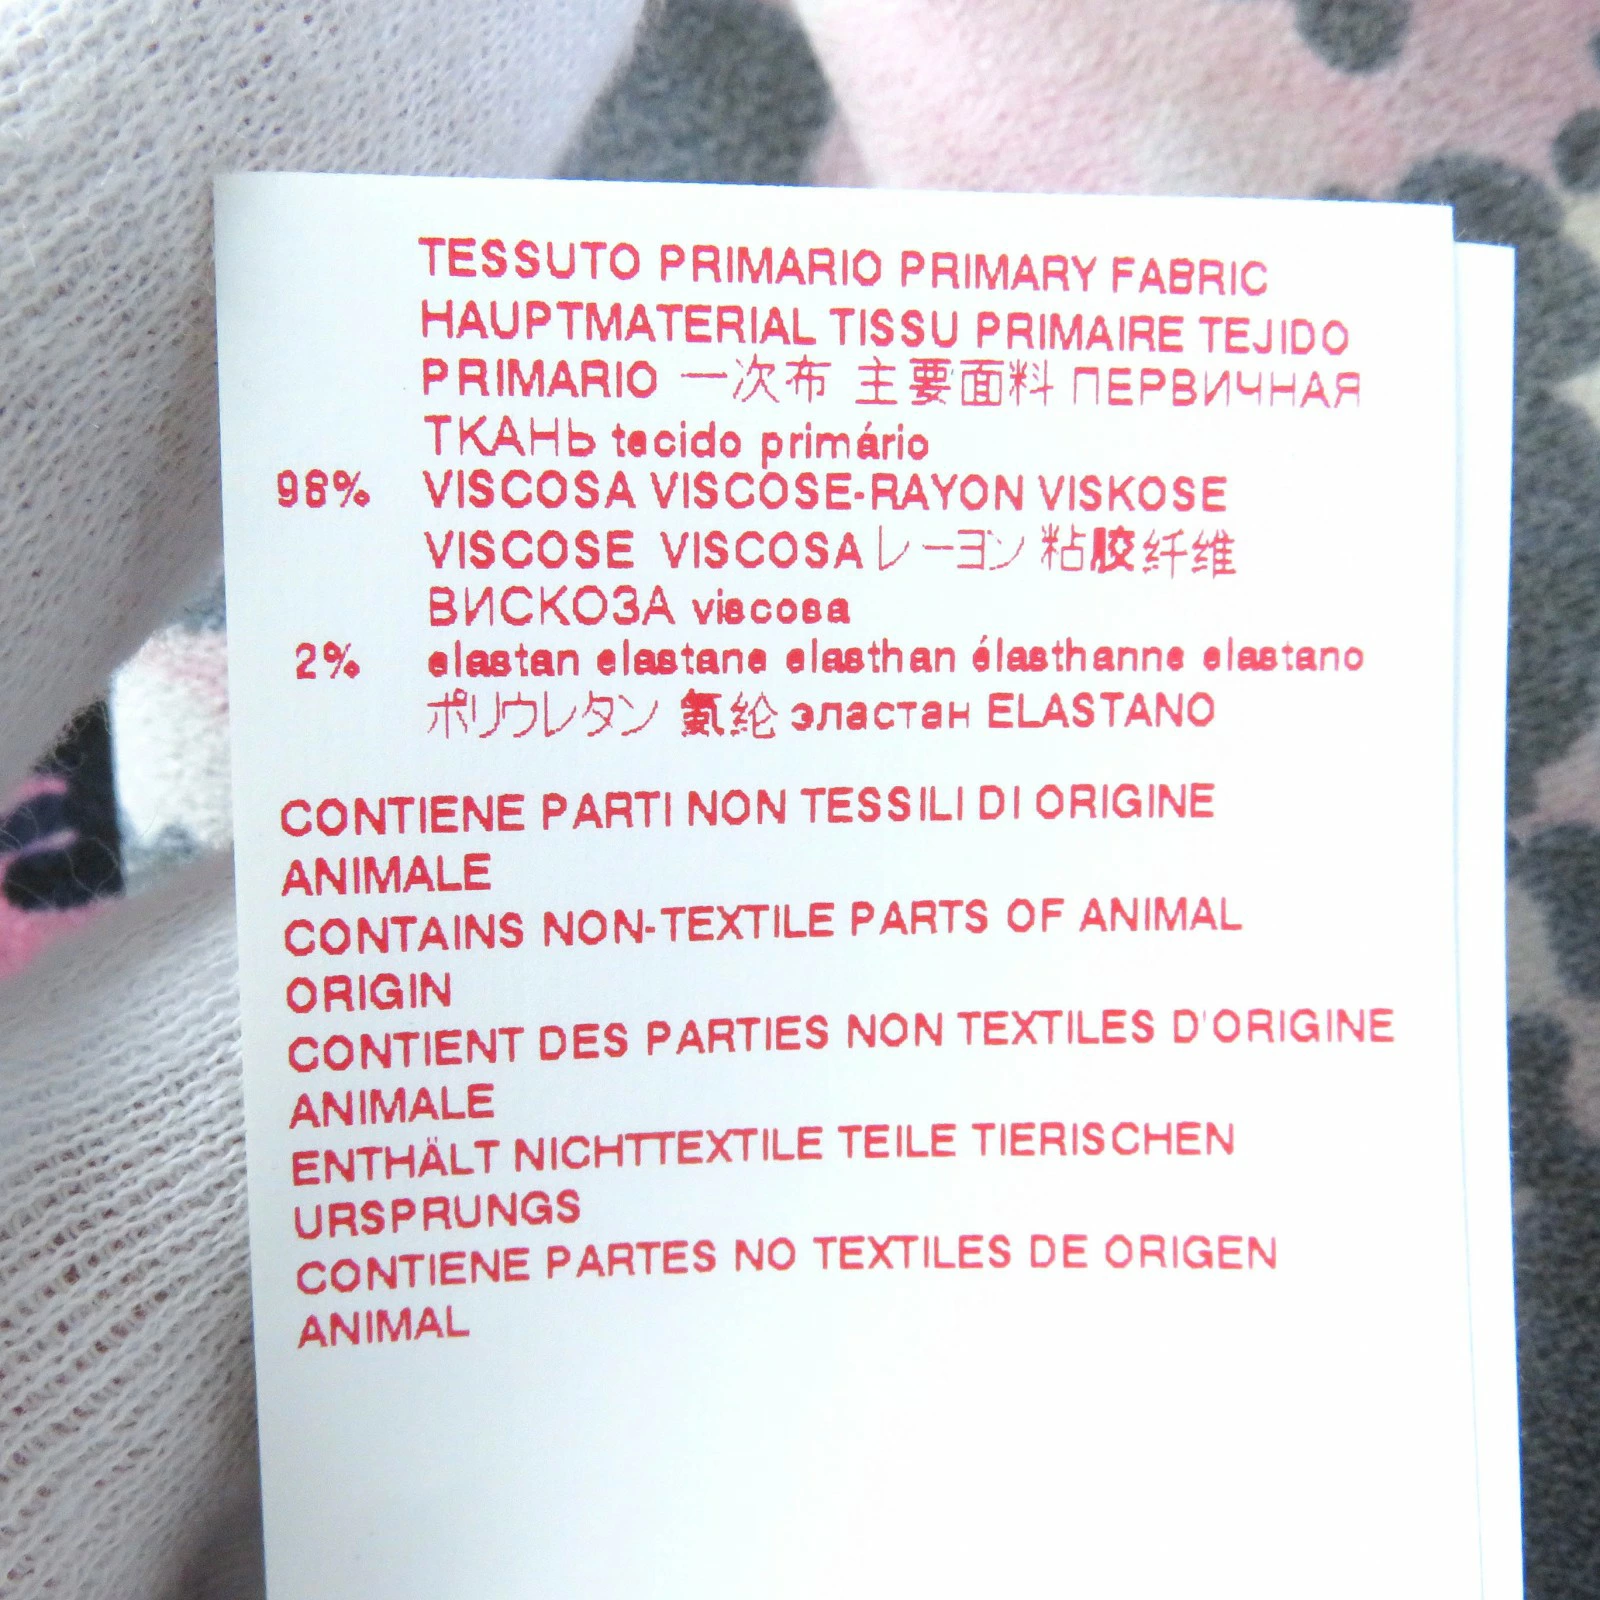 TESSUTO PRIMARIO PRIMARY FABRIC
HAUPTMATERIAL TISSU PRIMAIRE TEJIDO
PRIMARIO 一次布 主要面料 ПЕРВИЧНАЯ
ТКАНЬ tecido primário
98% VISCOSA VISCOSE-RAYON VISKOSE
VISCOSE VISCOSA レーヨン 粘胶纤维
ВИСКОЗА viscosa
2% elastan elastane elasthan élasthanne elastano
ポリウレタン 氨纶 эластан ELASTANO
CONTIENE PARTI NON TESSILI DI ORIGINE
ANIMALE
CONTAINS NON-TEXTILE PARTS OF ANIMAL
ORIGIN
CONTIENT DES PARTIES NON TEXTILES D'ORIGINE
ANIMALE
ENTHÄLT NICHTTEXTILE TEILE TIERISCHEN
URSPRUNGS
CONTIENE PARTES NO TEXTILES DE ORIGEN
ANIMAL